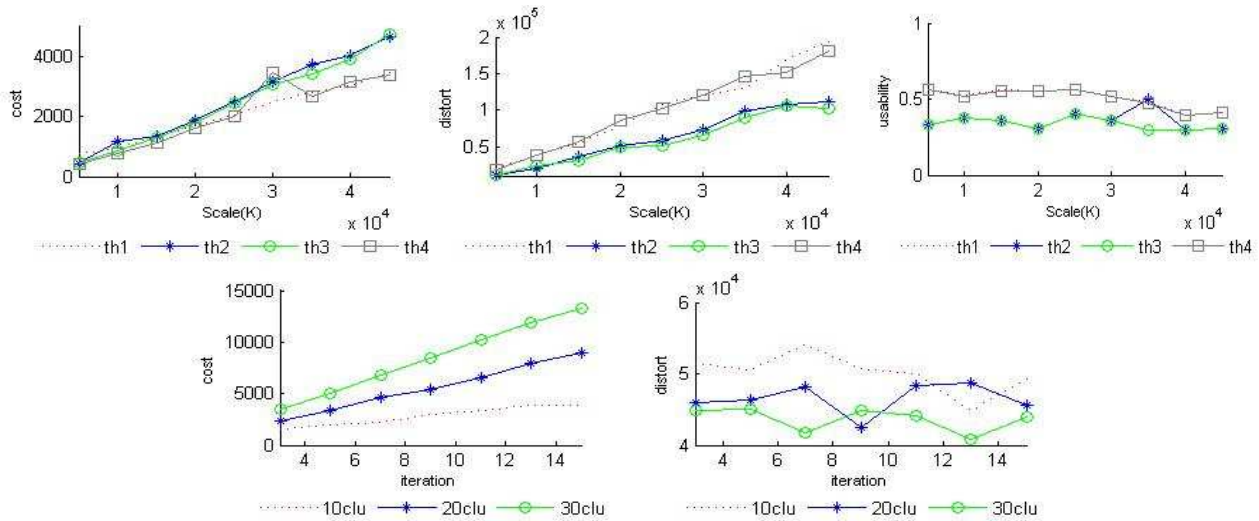 cost
4000
2000
0
1
2
3
4
Scale(K)
x 10^4
th1 th2 th3 th4
x 10^5
distort
2
1.5
1
0.5
1
2
3
4
Scale(K)
x 10^4
th1 th2 th3 th4
usability
1
0.5
0
1
2
3
4
Scale(K)
x 10^4
th1 th2 th3 th4
cost
15000
10000
5000
0
4 6 8 10 12 14
iteration
10clu 20clu 30clu
x 10^4
distort
6
5
4
4 6 8 10 12 14
iteration
10clu 20clu 30clu